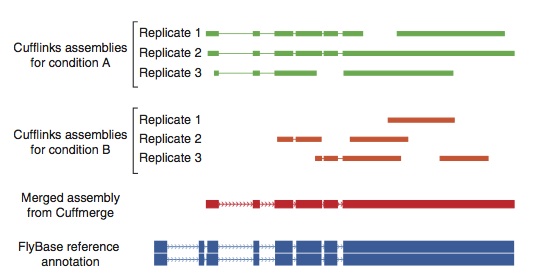 Cufflinks assemblies
for condition A
Replicate 1
Replicate 2
Replicate 3
Cufflinks assemblies
for condition B
Replicate 1
Replicate 2
Replicate 3
Merged assembly
from Cuffmerge
FlyBase reference
annotation